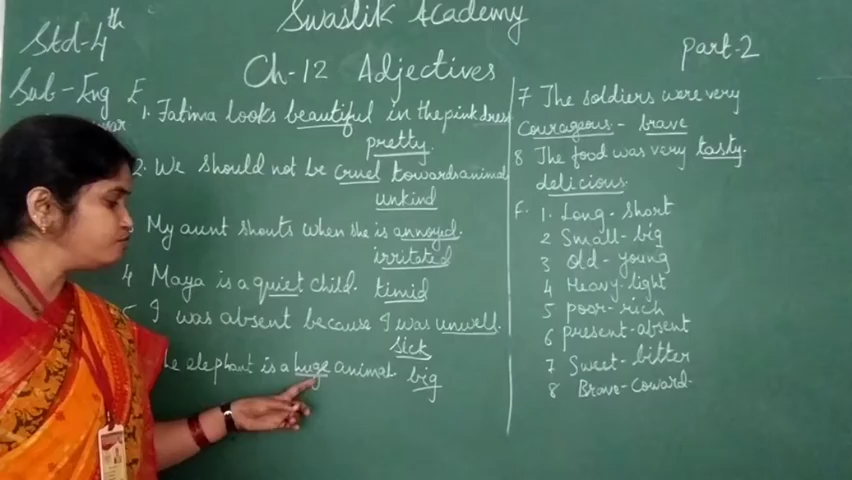 Swastik Academy
Std-4th
Part-2
Ch-12 Adjectives
Sub-Eng
E
1. Fatima looks beautiful in the pink dress
pretty.
2. We should not be cruel towards animal
unkind
My aunt shouts when she is annoyed.
irritated
4 Maya is a quiet child. timid
5 I was absent because I was unwell.
Sick
he elephant is a huge animal. big
7 The soldiers were very
Courageous - brave
8 The food was very tasty.
delicious.
F. 1. Long-short
2 Small-big
3 Old-young
4 Heavy-light
5 poor-rich
6 present-absent
7 Sweet-bitter
8 Brave-coward